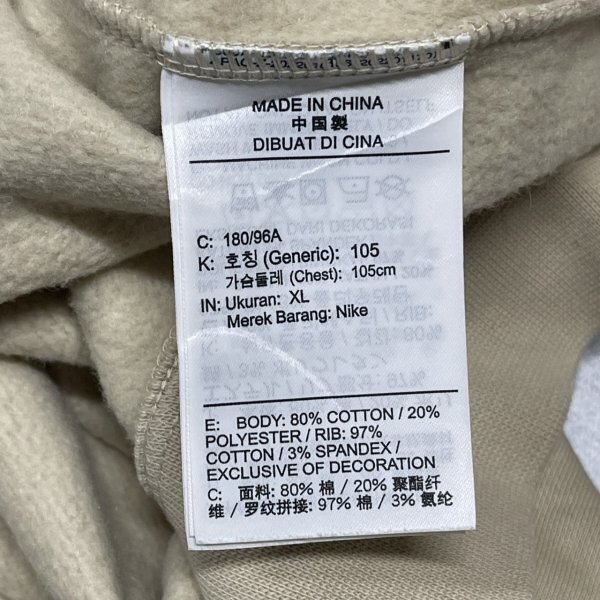 MADE IN CHINA
中国製
DIBUAT DI CINA
C: 180/96A
K: 호칭 (Generic): 105
가슴둘레 (Chest): 105cm
IN: Ukuran: XL
Merek Barang: Nike
E: BODY: 80% COTTON / 20%
POLYESTER / RIB: 97%
COTTON / 3% SPANDEX /
EXCLUSIVE OF DECORATION
C: 面料: 80% 棉 / 20% 聚酯纤
维 / 罗纹拼接: 97% 棉 / 3% 氨纶